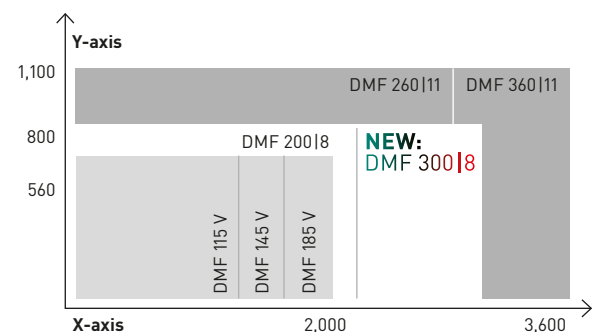 Y-axis
1,100
DMF 260|11
DMF 360|11
800
DMF 200|8
NEW:
DMF 300|8
560
DMF 115 V
DMF 145 V
DMF 185 V
X-axis
2,000
3,600